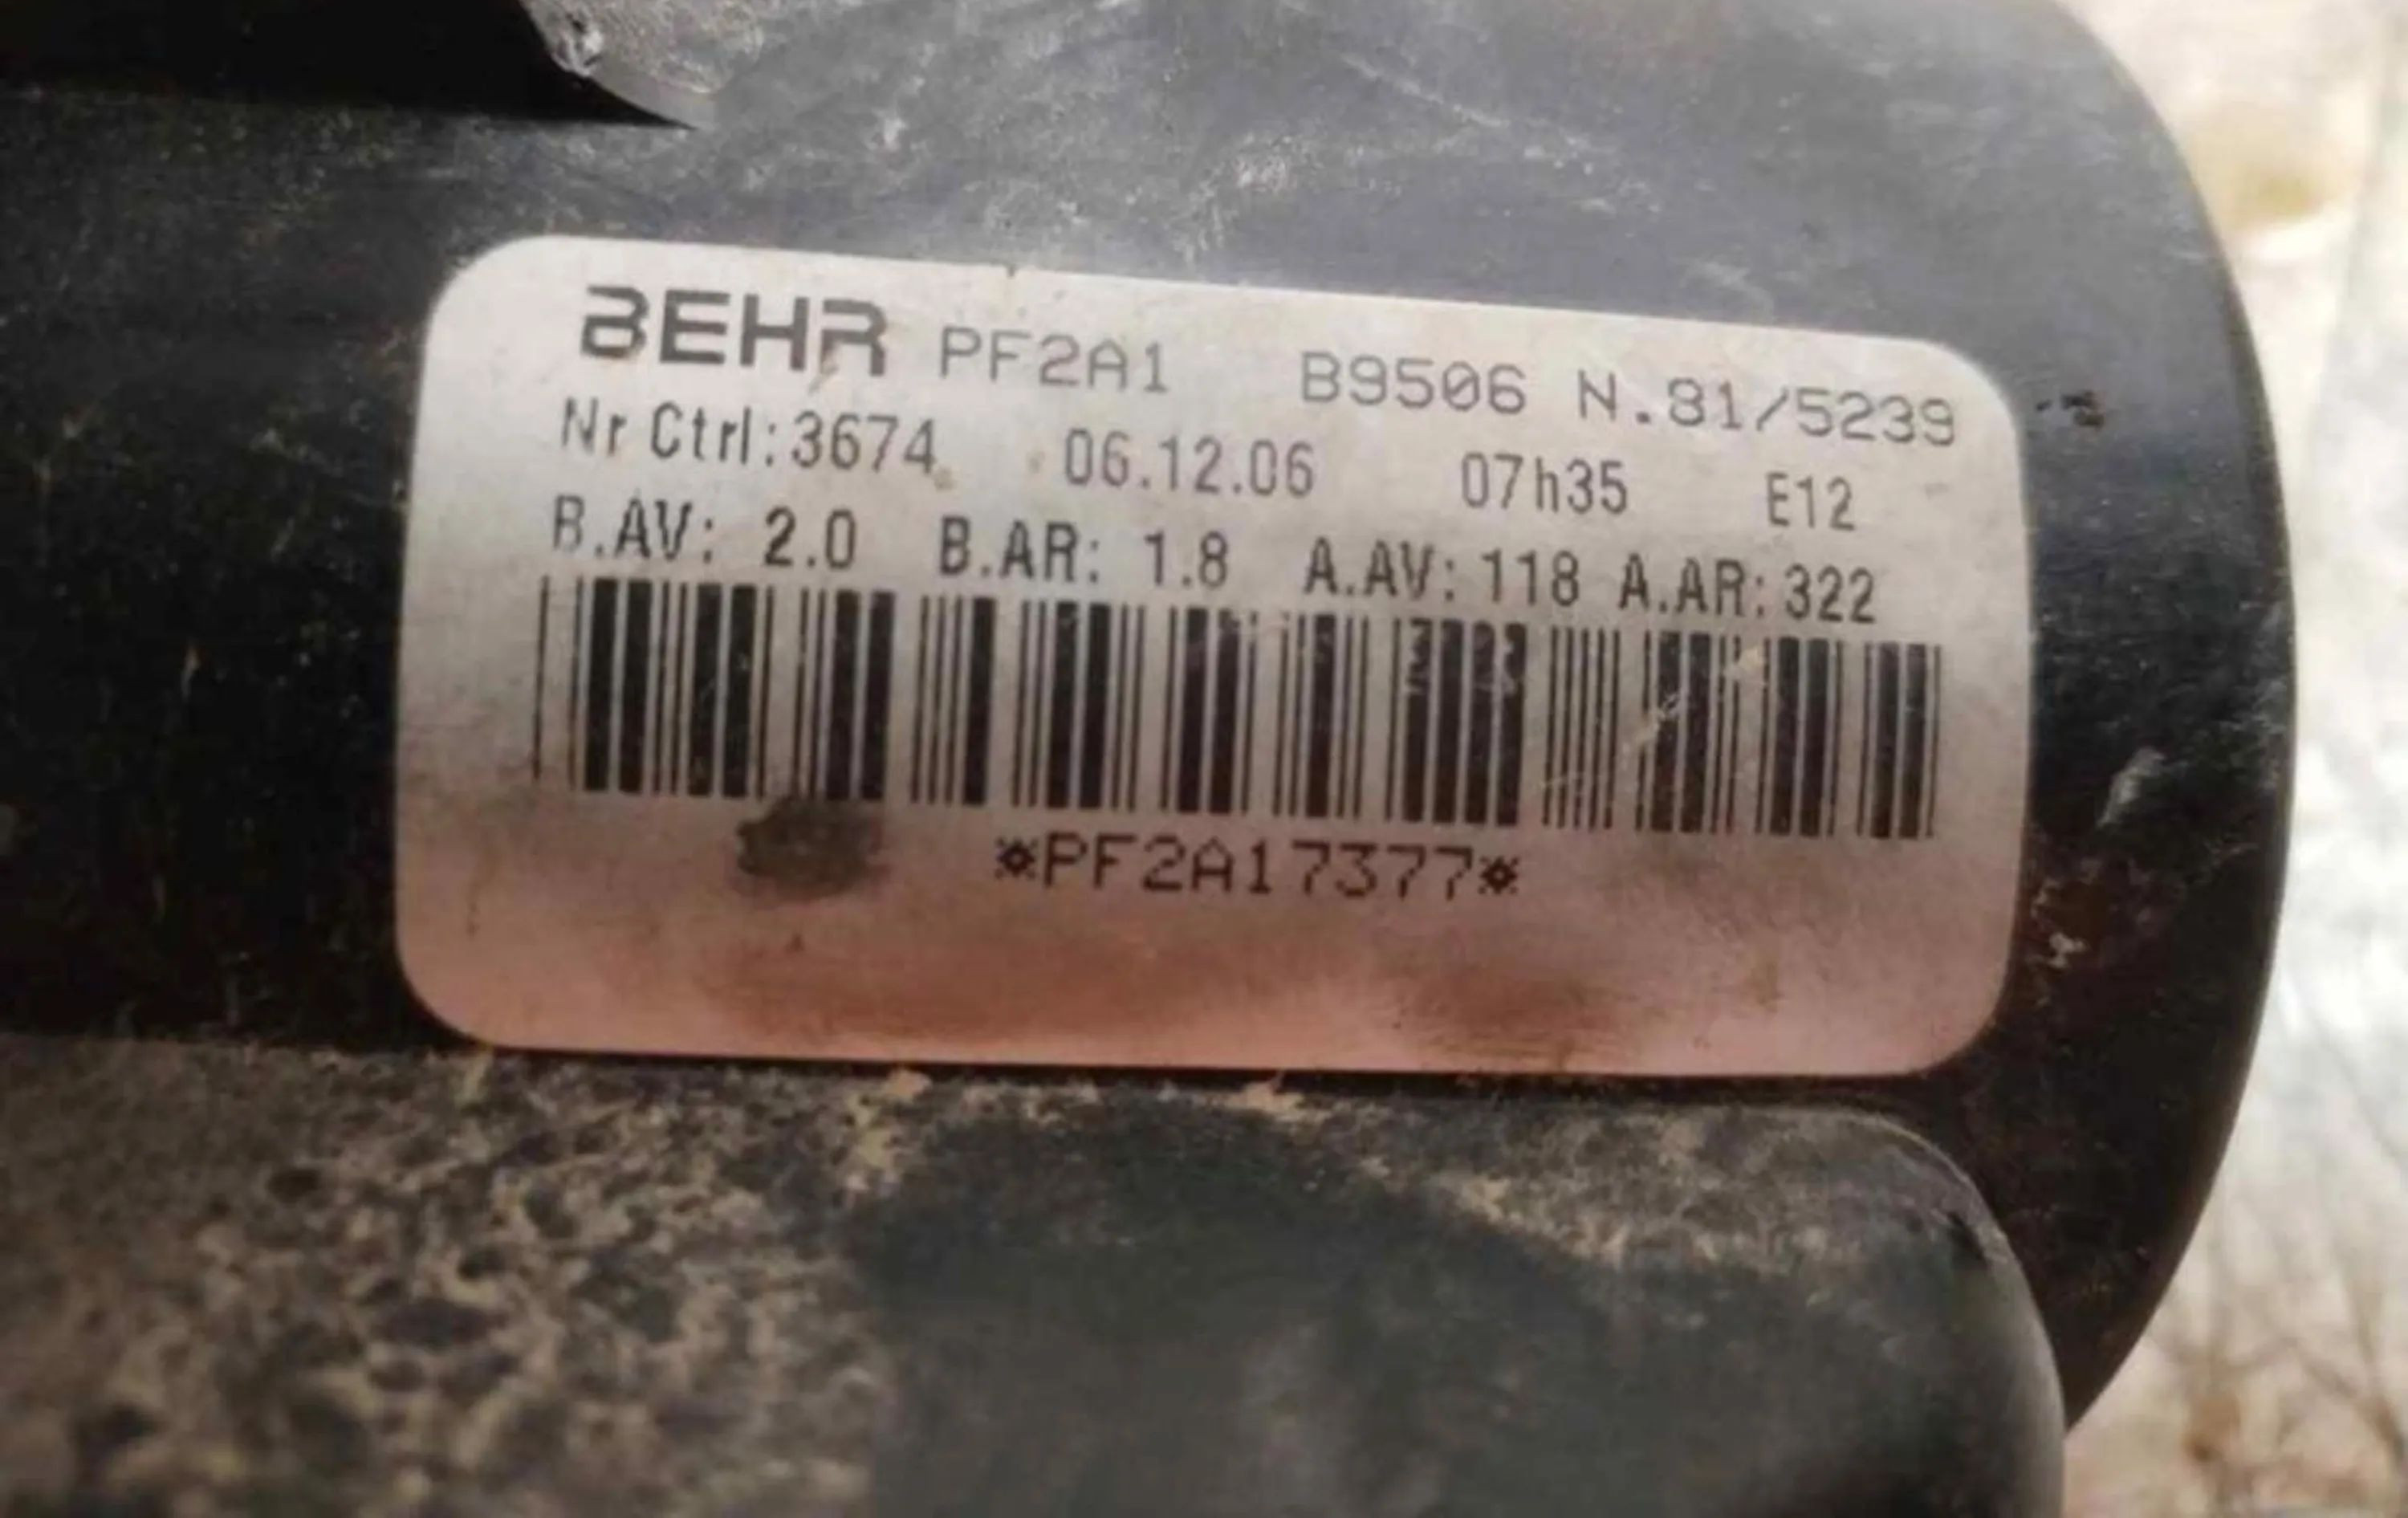 BEHR PF2A1 B9506 N.81/5239
Nr Ctrl:3674 06.12.06 07h35 E12
B.AV: 2.0 B.AR: 1.8 A.AV:118 A.AR:322
*PF2A17377*